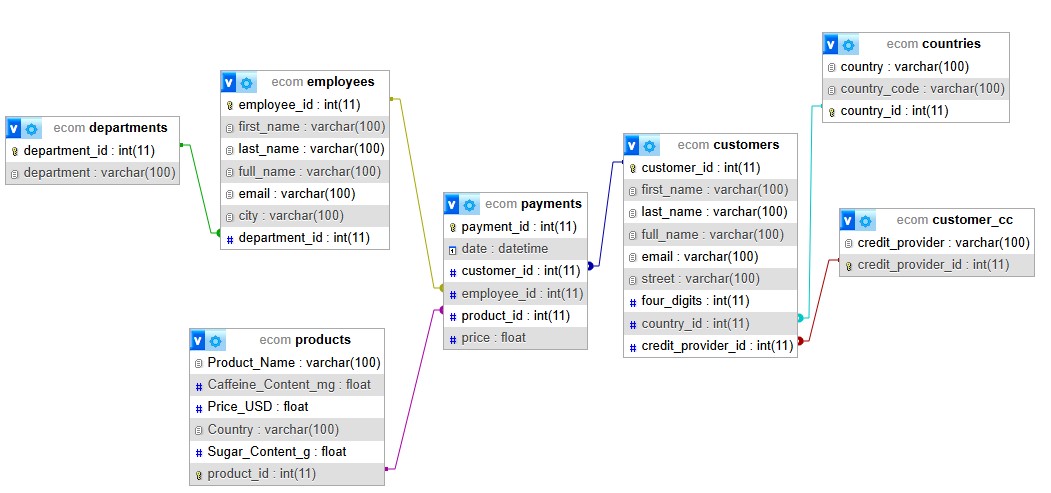 ecom departments
department_id : int(11)
department : varchar(100)
ecom employees
employee_id : int(11)
first_name : varchar(100)
last_name : varchar(100)
full_name : varchar(100)
email : varchar(100)
city : varchar(100)
department_id : int(11)
ecom products
Product_Name : varchar(100)
Caffeine_Content_mg : float
Price_USD : float
Country : varchar(100)
Sugar_Content_g : float
product_id : int(11)
ecom payments
payment_id : int(11)
date : datetime
customer_id : int(11)
employee_id : int(11)
product_id : int(11)
price : float
ecom customers
customer_id : int(11)
first_name : varchar(100)
last_name : varchar(100)
full_name : varchar(100)
email : varchar(100)
street : varchar(100)
four_digits : int(11)
country_id : int(11)
credit_provider_id : int(11)
ecom countries
country : varchar(100)
country_code : varchar(100)
country_id : int(11)
ecom customer_cc
credit_provider : varchar(100)
credit_provider_id : int(11)